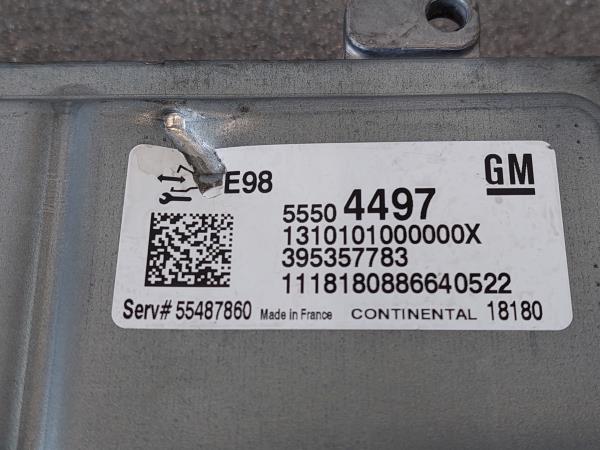 E98
GM
5550 4497
1310101000000X
395357783
1118180886640522
Serv# 55487860 Made in France CONTINENTAL 18180